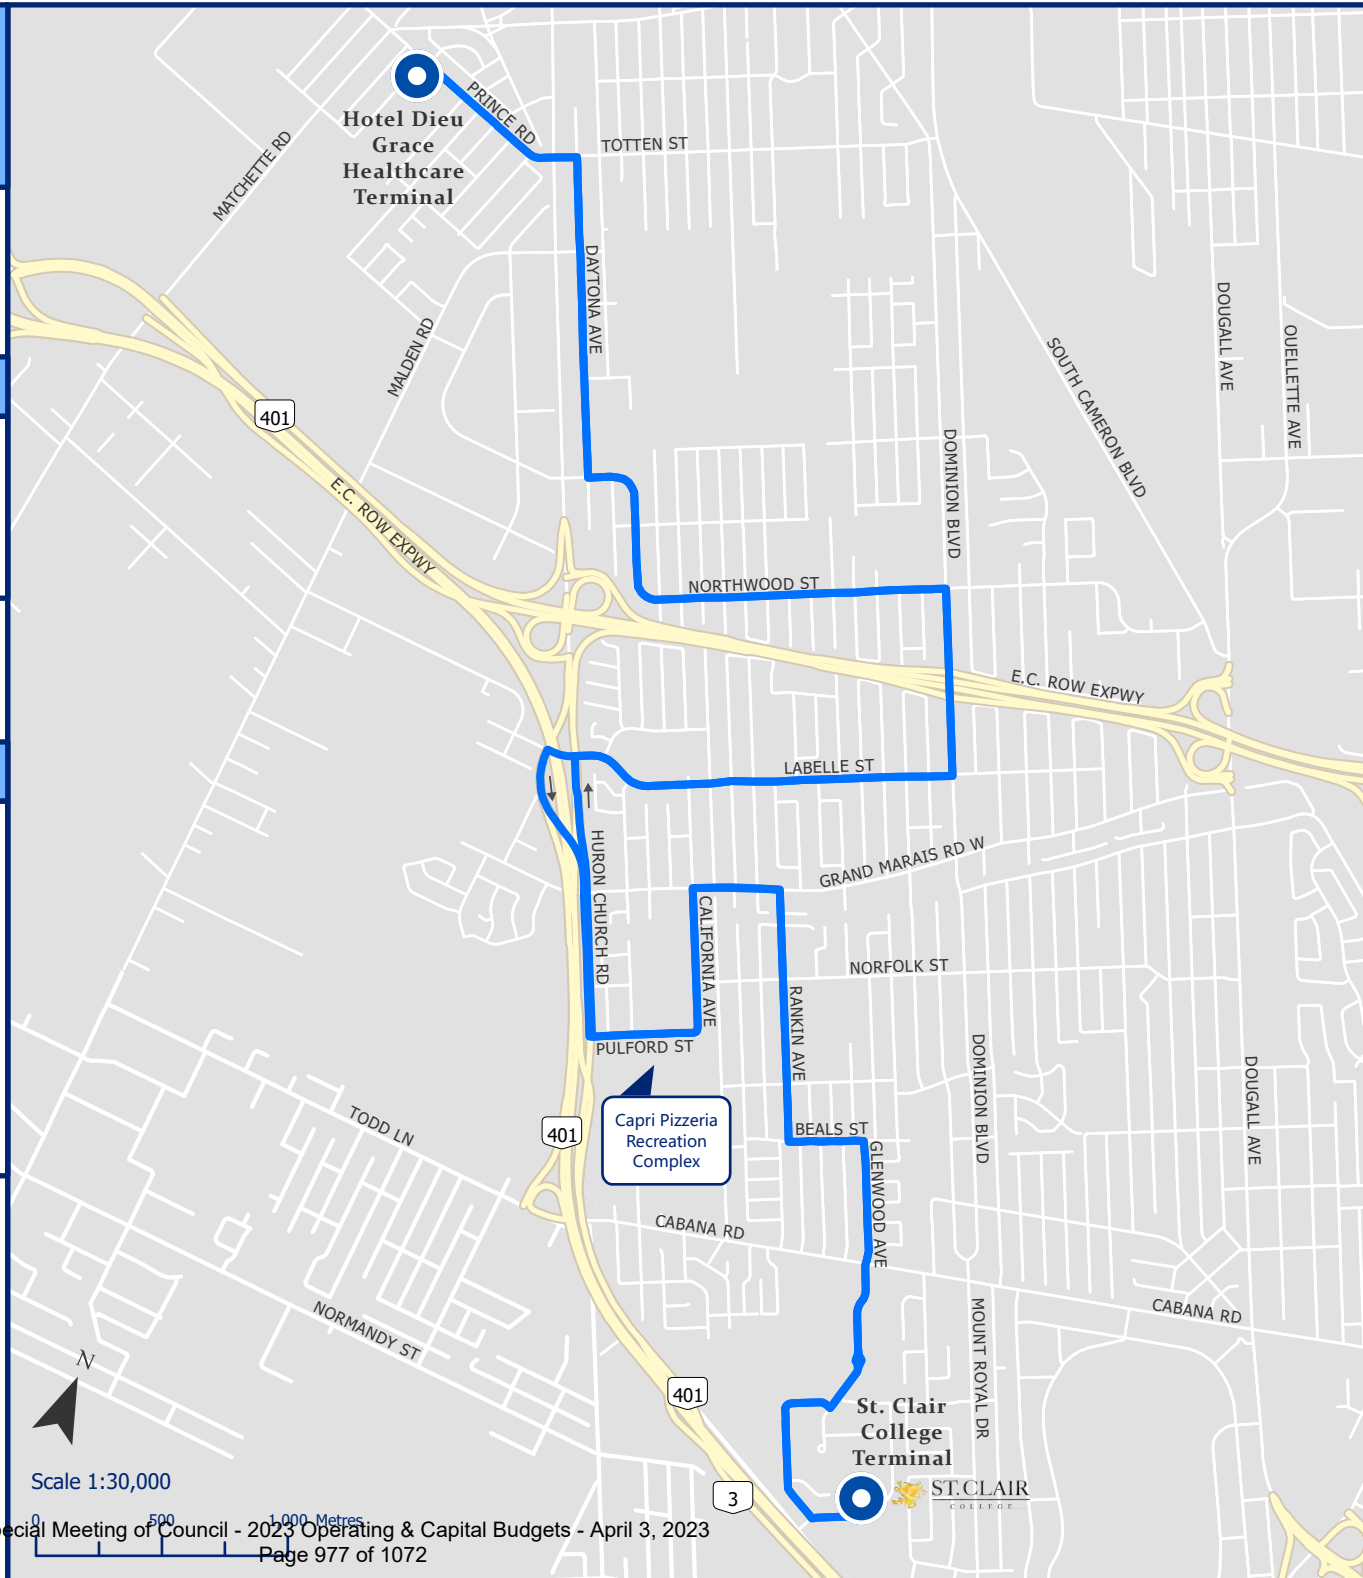 PRINCE RD
Hotel Dieu
Grace
Healthcare
Terminal
TOTTEN ST
MATCHETTE RD
DAYTONA AVE
MALDEN RD
DOUGALL AVE
OUELLETTE AVE
SOUTH CAMERON BLVD
401
DOMINION BLVD
E.C. ROW EXPWY
NORTHWOOD ST
E.C. ROW EXPWY
LABELLE ST
HURON CHURCH RD
GRAND MARAIS RD W
CALIFORNIA AVE
NORFOLK ST
RANKIN AVE
PULFORD ST
DOMINION BLVD
DOUGALL AVE
Capri Pizzeria
Recreation
Complex
401
TODD LN
BEALS ST
GLENWOOD AVE
CABANA RD
CABANA RD
MOUNT ROYAL DR
NORMANDY ST
N
401
St. Clair
College
Terminal
ST. CLAIR
COLLEGE
3
Scale 1:30,000
0 500 1,000 Metres
ecial Meeting of Council - 2023 Operating & Capital Budgets - April 3, 2023
Page 977 of 1072